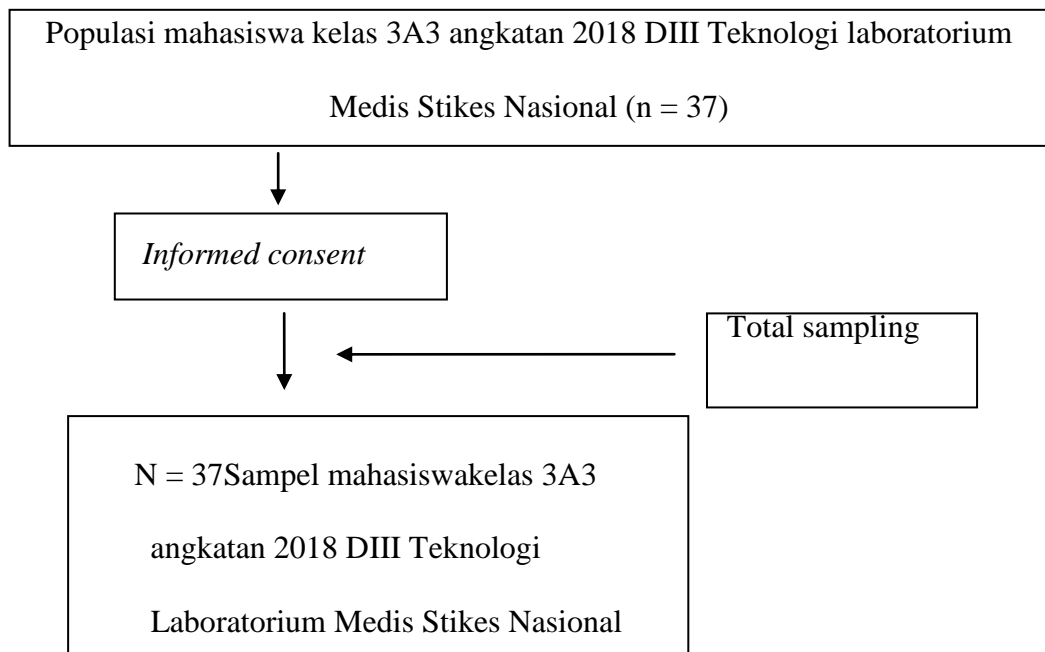 Populasi mahasiswa kelas 3A3 angkatan 2018 DIII Teknologi laboratorium
Medis Stikes Nasional (n = 37)
Informed consent
Total sampling
N = 37Sampel mahasiswakelas 3A3
angkatan 2018 DIII Teknologi
Laboratorium Medis Stikes Nasional